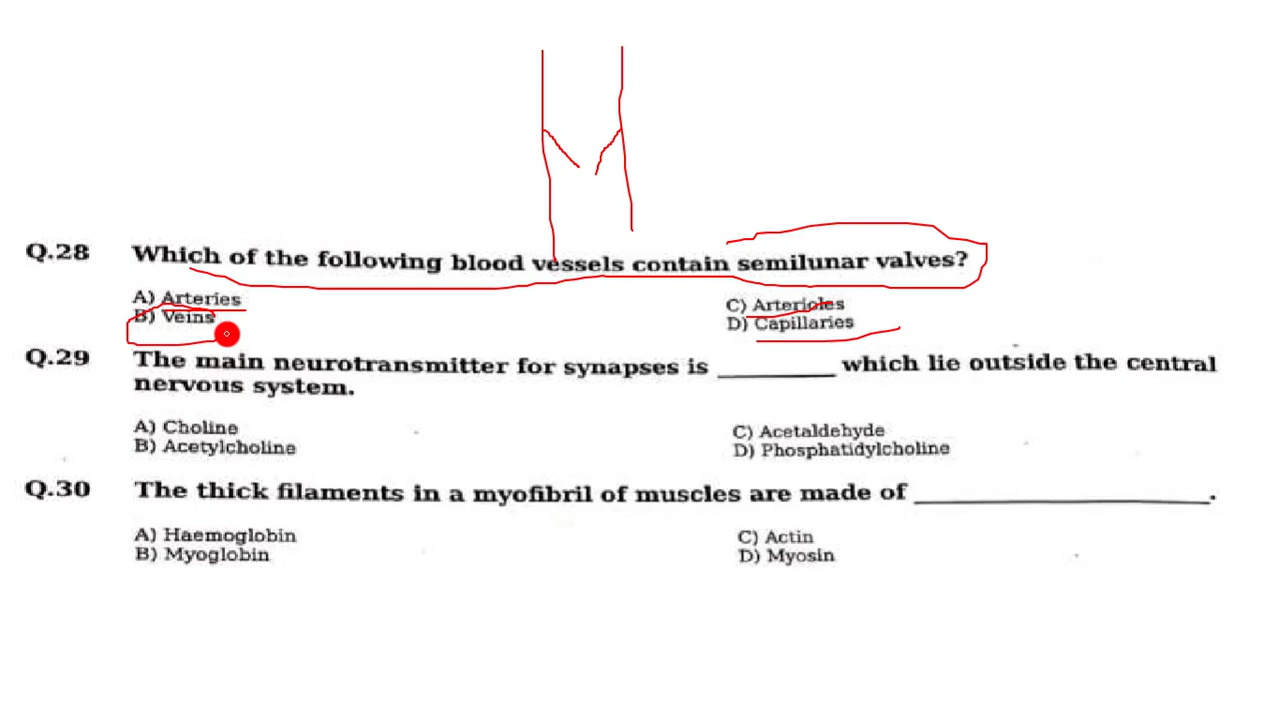 Q.28 Which of the following blood vessels contain semilunar valves?
A) Arteries C) Arterioles
B) Veins D) Capillaries
Q.29 The main neurotransmitter for synapses is ________ which lie outside the central
nervous system.
A) Choline C) Acetaldehyde
B) Acetylcholine D) Phosphatidylcholine
Q.30 The thick filaments in a myofibril of muscles are made of ____________________.
A) Haemoglobin C) Actin
B) Myoglobin D) Myosin